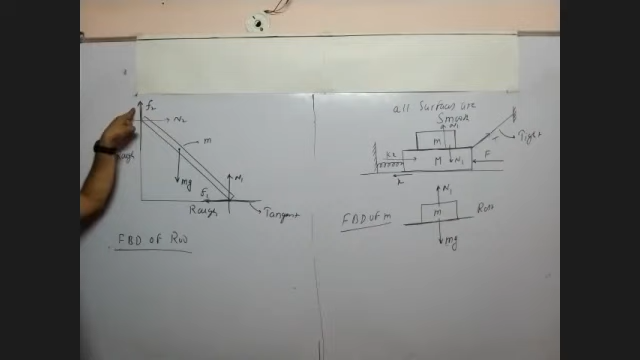 f₂
N₂
m
mg
N₁
f₁
Rough
Tangent
FBD of Rod
all Surfaces are
Smooth
N₁
m
T
Tight
kx
M
N₁
F
x
N₁
FBD of m
m
mg